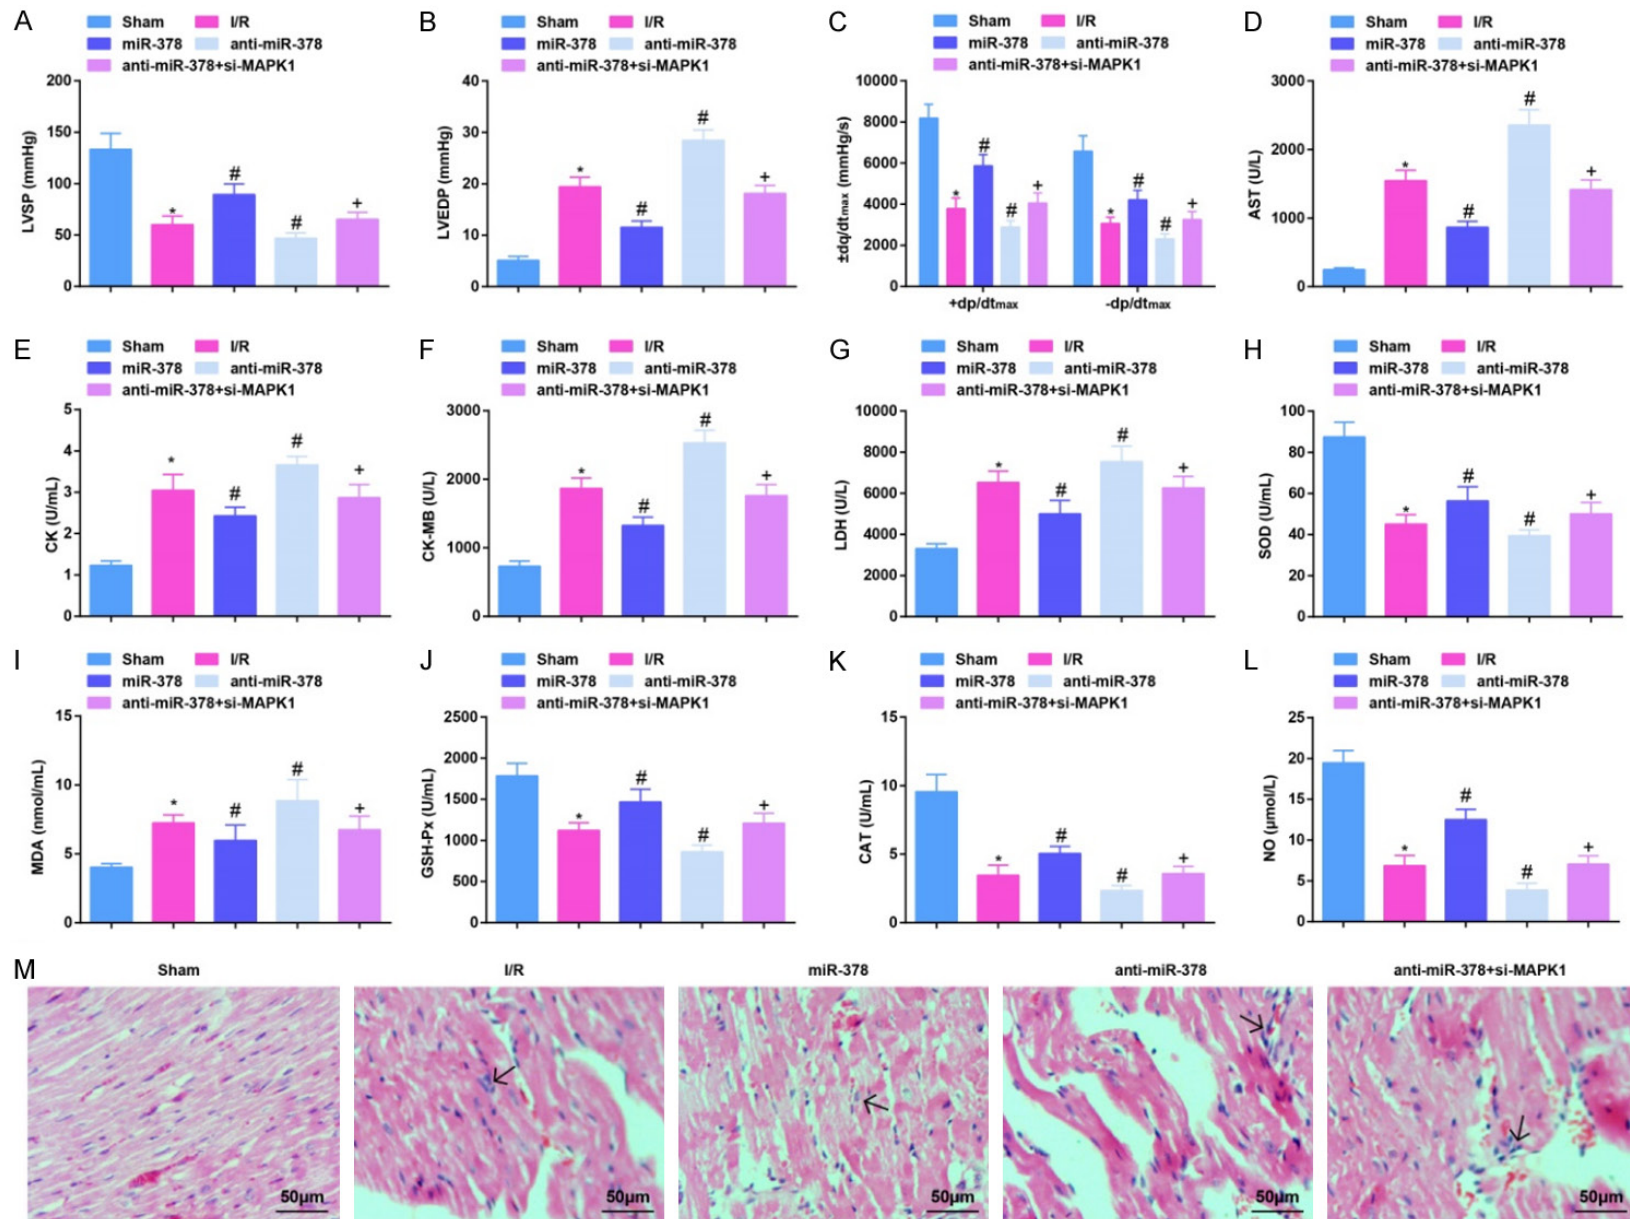 A
Sham I/R
miR-378 anti-miR-378
anti-miR-378+si-MAPK1
LVSP (mmHg)
200
150
100
50
0
*
#
#
+
B
Sham I/R
miR-378 anti-miR-378
anti-miR-378+si-MAPK1
LVEDP (mmHg)
40
30
20
10
0
*
#
#
+
C
Sham I/R
miR-378 anti-miR-378
anti-miR-378+si-MAPK1
±dq/dtmax (mmHg/s)
10000
8000
6000
4000
2000
0
*
#
#
+
*
#
#
+
+dp/dtmax -dp/dtmax
D
Sham I/R
miR-378 anti-miR-378
anti-miR-378+si-MAPK1
AST (U/L)
3000
2000
1000
0
*
#
#
+
E
Sham I/R
miR-378 anti-miR-378
anti-miR-378+si-MAPK1
CK (U/mL)
5
4
3
2
1
0
*
#
#
+
F
Sham I/R
miR-378 anti-miR-378
anti-miR-378+si-MAPK1
CK-MB (U/L)
3000
2000
1000
0
*
#
#
+
G
Sham I/R
miR-378 anti-miR-378
anti-miR-378+si-MAPK1
LDH (U/L)
10000
8000
6000
4000
2000
0
*
#
#
+
H
Sham I/R
miR-378 anti-miR-378
anti-miR-378+si-MAPK1
SOD (U/mL)
100
80
60
40
20
0
*
#
#
+
I
Sham I/R
miR-378 anti-miR-378
anti-miR-378+si-MAPK1
MDA (nmol/mL)
15
10
5
0
*
#
#
+
J
Sham I/R
miR-378 anti-miR-378
anti-miR-378+si-MAPK1
GSH-Px (U/mL)
2500
2000
1500
1000
500
0
*
#
#
+
K
Sham I/R
miR-378 anti-miR-378
anti-miR-378+si-MAPK1
CAT (U/mL)
15
10
5
0
*
#
#
+
L
Sham I/R
miR-378 anti-miR-378
anti-miR-378+si-MAPK1
NO (μmol/L)
25
20
15
10
5
0
*
#
#
+
M
Sham I/R miR-378 anti-miR-378 anti-miR-378+si-MAPK1
50μm 50μm 50μm 50μm 50μm